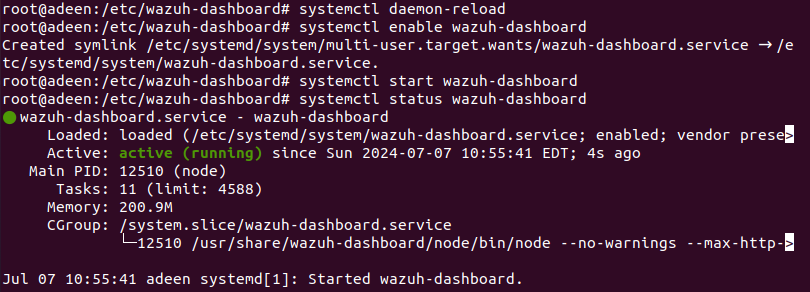 root@adeen:/etc/wazuh-dashboard# systemctl daemon-reload
root@adeen:/etc/wazuh-dashboard# systemctl enable wazuh-dashboard
Created symlink /etc/systemd/system/multi-user.target.wants/wazuh-dashboard.service → /e
tc/systemd/system/wazuh-dashboard.service.
root@adeen:/etc/wazuh-dashboard# systemctl start wazuh-dashboard
root@adeen:/etc/wazuh-dashboard# systemctl status wazuh-dashboard
● wazuh-dashboard.service - wazuh-dashboard
     Loaded: loaded (/etc/systemd/system/wazuh-dashboard.service; enabled; vendor prese>
     Active: active (running) since Sun 2024-07-07 10:55:41 EDT; 4s ago
   Main PID: 12510 (node)
      Tasks: 11 (limit: 4588)
     Memory: 200.9M
     CGroup: /system.slice/wazuh-dashboard.service
             └─12510 /usr/share/wazuh-dashboard/node/bin/node --no-warnings --max-http->
Jul 07 10:55:41 adeen systemd[1]: Started wazuh-dashboard.